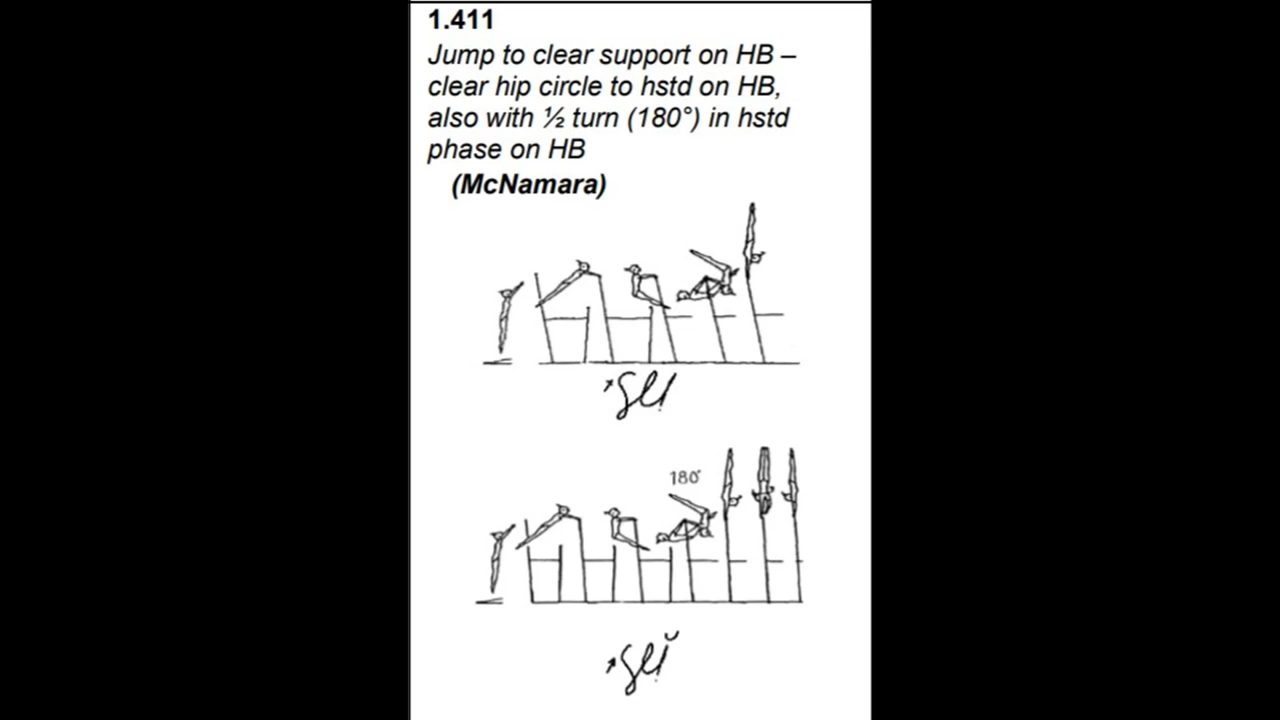 1.411
Jump to clear support on HB –
clear hip circle to hstd on HB,
also with ½ turn (180°) in hstd
phase on HB
(McNamara)
180°